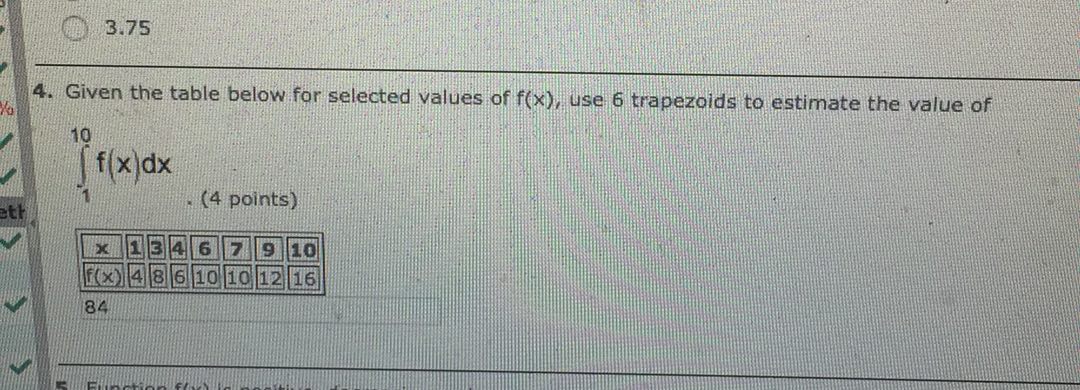 3.75
4. Given the table below for selected values of f(x), use 6 trapezoids to estimate the value of
10
∫ f(x)dx
1
. (4 points)
x 1 3 4 6 7 9 10
f(x) 4 8 6 10 10 12 16
84
5. Function f(x) is